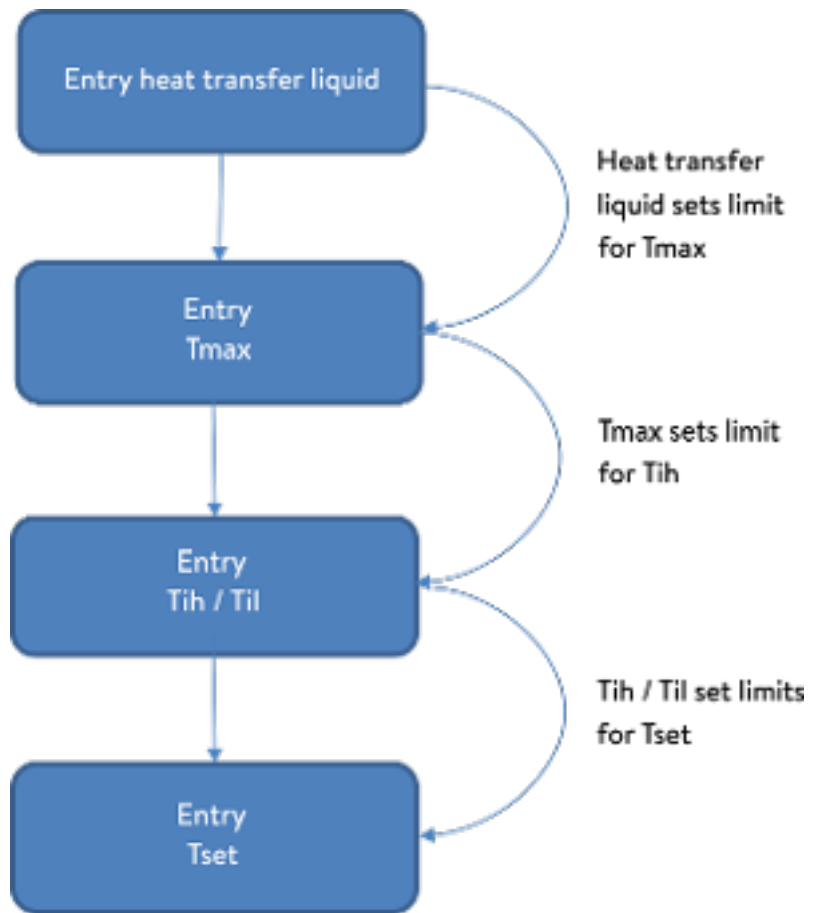 Entry heat transfer liquid
Heat transfer
liquid sets limit
for Tmax
Entry
Tmax
Tmax sets limit
for Tih
Entry
Tih / Til
Tih / Til set limits
for Tset
Entry
Tset